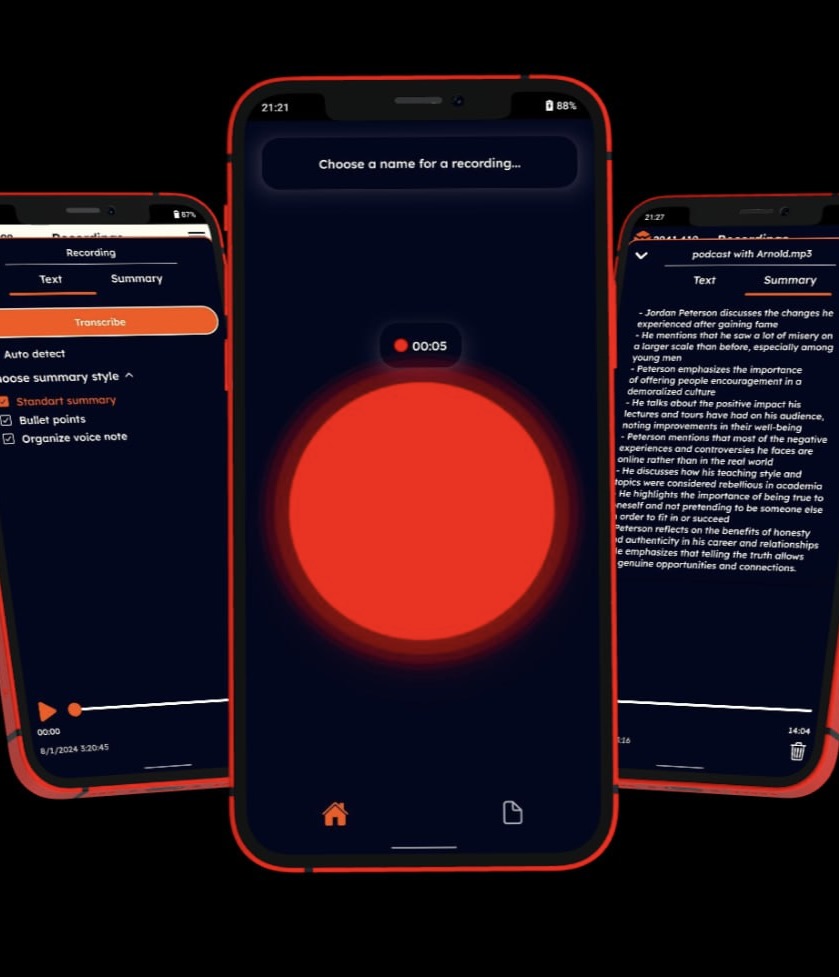 87%
Recordings
Recording
Text Summary
Transcribe
Auto detect
summary style
Standart summary
Bullet points
Organize voice note
00:00
8/1/2024 3:20:45
21:21 88%
Choose a name for a recording...
00:05
21:27
Recordings
podcast with Arnold.mp3
Text Summary
- Jordan Peterson discusses the changes he
experienced after gaining fame
- He mentions that he saw a lot of misery on
a larger scale than before, especially among
young men
- Peterson emphasizes the importance
of offering people encouragement in a
demoralized culture
- He talks about the positive impact his
lectures and tours have had on his audience,
noting improvements in their well-being
- Peterson mentions that most of the negative
experiences and controversies he faces are
online rather than in the real world
- He discusses how his teaching style and
topics were considered rebellious in academia
He highlights the importance of being true to
oneself and not pretending to be someone else
order to fit in or succeed
Peterson reflects on the benefits of honesty
authenticity in his career and relationships
emphasizes that telling the truth allows
genuine opportunities and connections.
14:04